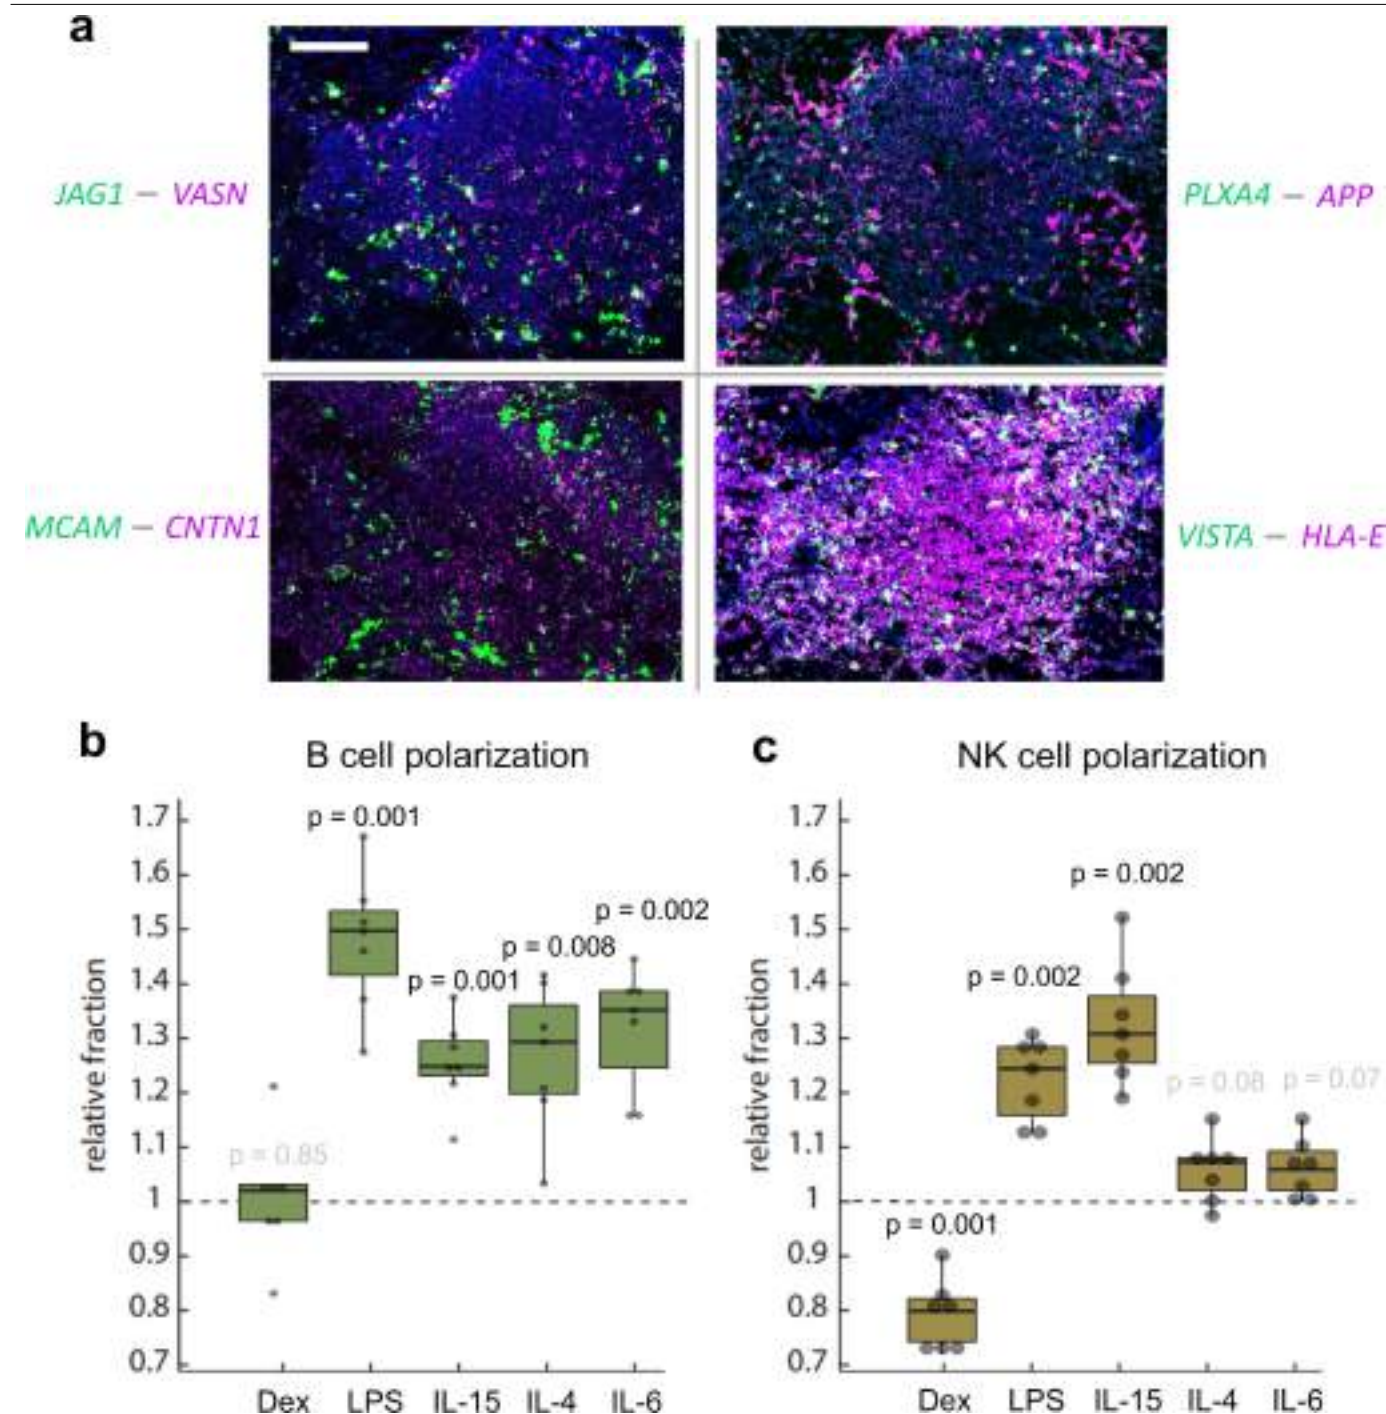 a
JAG1 – VASN
PLXA4 – APP
MCAM – CNTN1
VISTA – HLA-E
b
B cell polarization
relative fraction
1.7
1.6
1.5
1.4
1.3
1.2
1.1
1
0.9
0.8
0.7
p = 0.85
p = 0.001
p = 0.001
p = 0.008
p = 0.002
Dex LPS IL-15 IL-4 IL-6
c
NK cell polarization
relative fraction
1.7
1.6
1.5
1.4
1.3
1.2
1.1
1
0.9
0.8
0.7
p = 0.001
p = 0.002
p = 0.002
p = 0.08
p = 0.07
Dex LPS IL-15 IL-4 IL-6